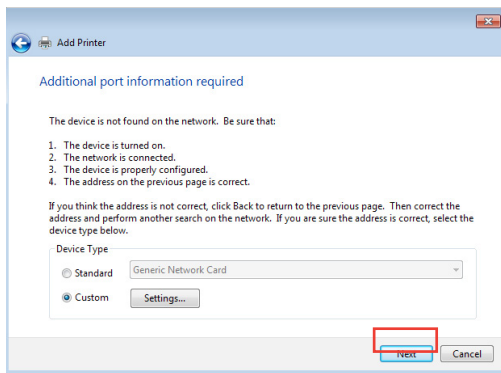 Add Printer
Additional port information required
The device is not found on the network. Be sure that:
1. The device is turned on.
2. The network is connected.
3. The device is properly configured.
4. The address on the previous page is correct.
If you think the address is not correct, click Back to return to the previous page. Then correct the
address and perform another search on the network. If you are sure the address is correct, select the
device type below.
Device Type
Standard
Generic Network Card
Custom
Settings...
Next
Cancel